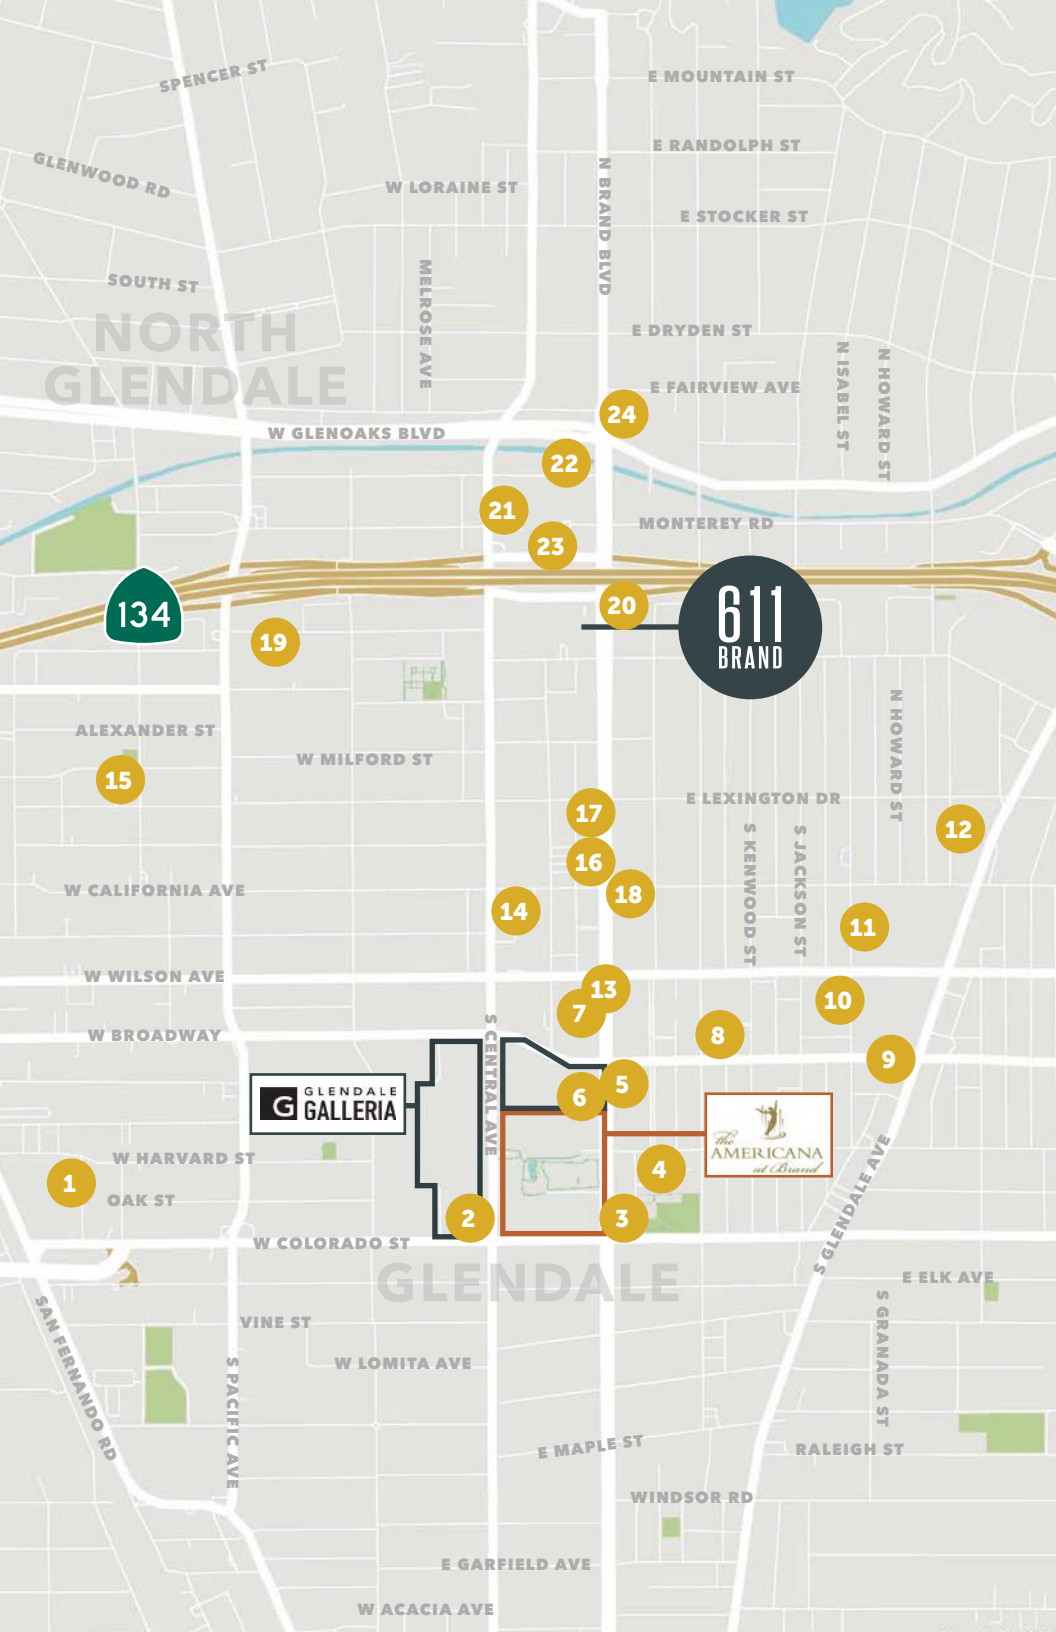 SPENCER ST
E MOUNTAIN ST
E RANDOLPH ST
GLENWOOD RD
W LORAINE ST
N BRAND BLVD
E STOCKER ST
SOUTH ST
MELROSE AVE
NORTH
GLENDALE
E DRYDEN ST
N ISABEL ST
N HOWARD ST
E FAIRVIEW AVE
24
W GLENOAKS BLVD
22
21
MONTEREY RD
23
134
20
611
BRAND
19
N HOWARD ST
ALEXANDER ST
W MILFORD ST
15
E LEXINGTON DR
17
12
S KENWOOD ST
S JACKSON ST
16
W CALIFORNIA AVE
18
14
11
W WILSON AVE
13
10
7
W BROADWAY
S CENTRAL AVE
8
9
GLENDALE
G GALLERIA
5
6
the
AMERICANA
at Brand
W HARVARD ST
4
1
OAK ST
S GLENDALE AVE
2
3
W COLORADO ST
GLENDALE
E ELK AVE
SAN FERNANDO RD
VINE ST
S GRANADA ST
W LOMITA AVE
S PACIFIC AVE
E MAPLE ST
RALEIGH ST
WINDSOR RD
E GARFIELD AVE
W ACACIA AVE